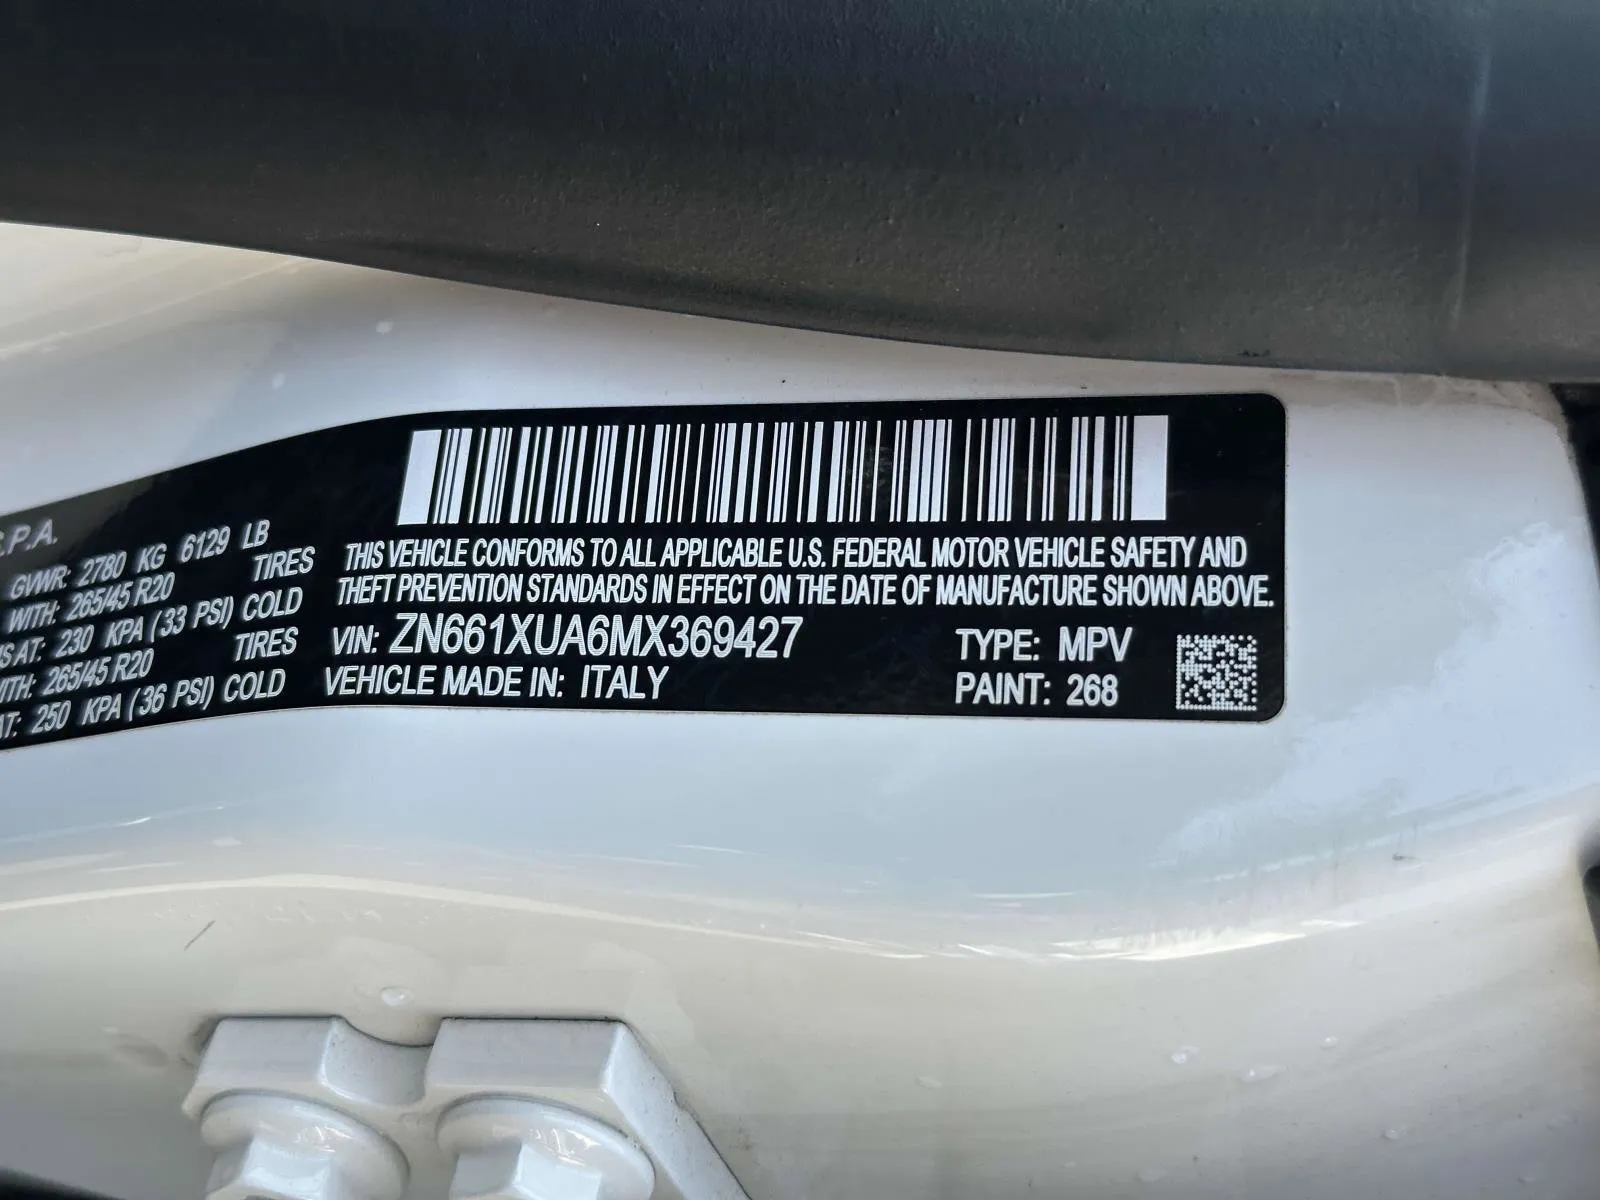 S.P.A.
GVWR: 2780 KG 6129 LB
WITH: 265/45 R20 TIRES
AT: 230 KPA (33 PSI) COLD
WITH: 265/45 R20 TIRES
AT: 250 KPA (36 PSI) COLD
THIS VEHICLE CONFORMS TO ALL APPLICABLE U.S. FEDERAL MOTOR VEHICLE SAFETY AND
THEFT PREVENTION STANDARDS IN EFFECT ON THE DATE OF MANUFACTURE SHOWN ABOVE.
VIN: ZN661XUA6MX369427
VEHICLE MADE IN: ITALY
TYPE: MPV
PAINT: 268